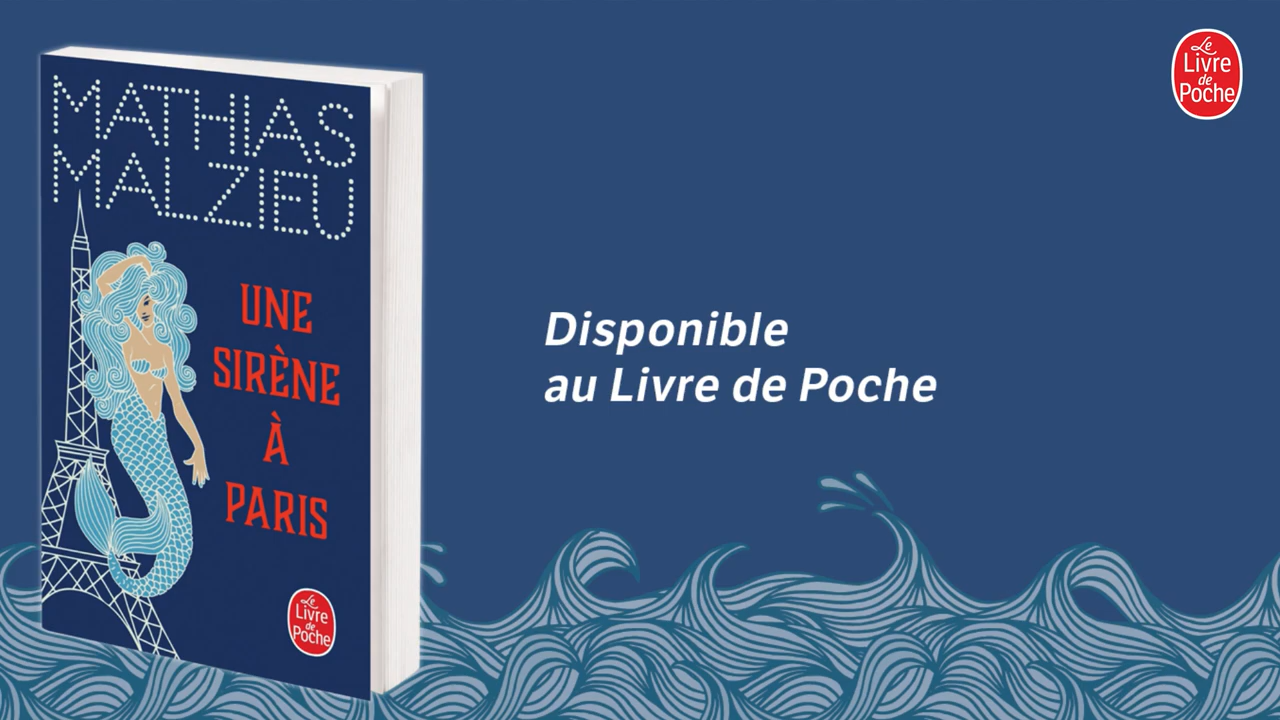 MATHIAS
MALZIEU
UNE
SIRÈNE
À
PARIS
Le
Livre
de
Poche
Disponible
au Livre de Poche
Le
Livre
de
Poche